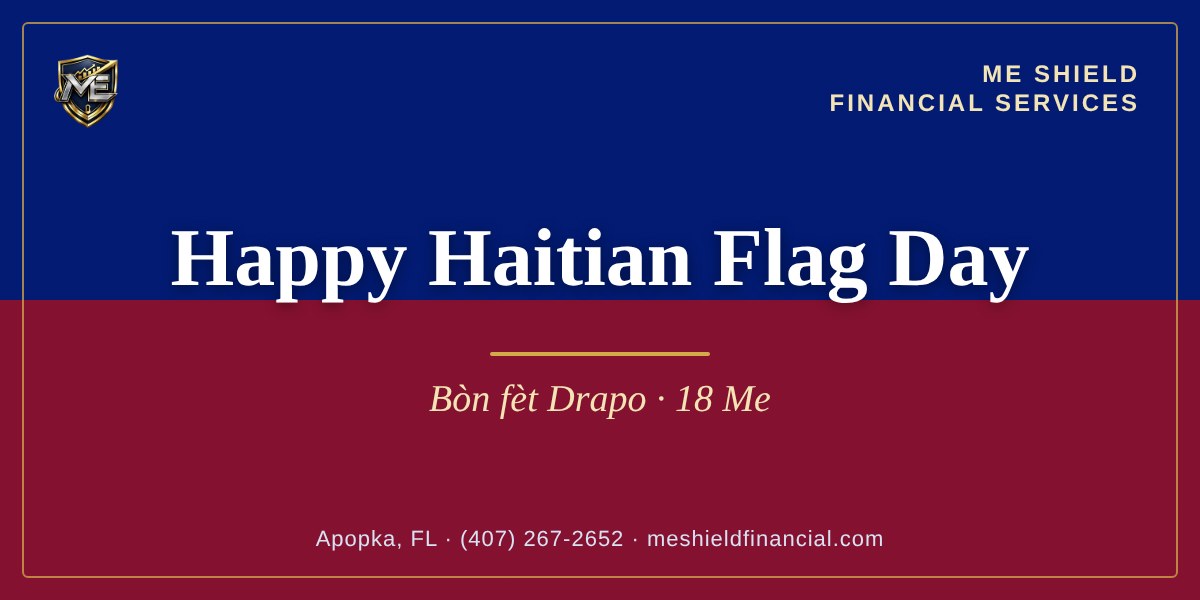 ME
ME SHIELD
FINANCIAL SERVICES
Happy Haitian Flag Day
Bòn fèt Drapo · 18 Me
Apopka, FL · (407) 267-2652 · meshieldfinancial.com